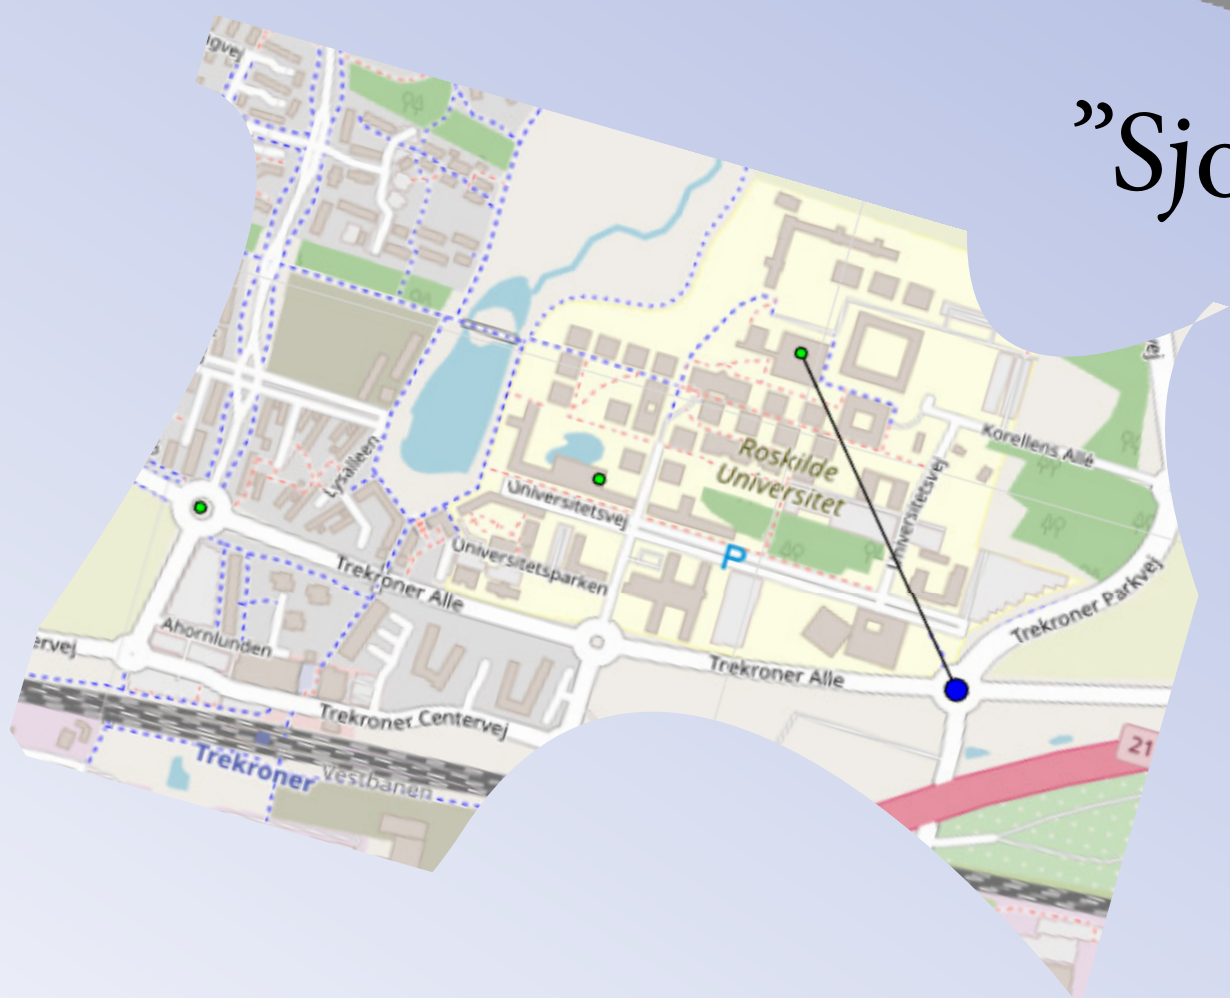 ”Sjo
Korellens Allé
Roskilde
Universitet
Lysalleen
Universitetsvej
Universitetsvej
P
Universitetsparken
Trekroner Alle
Trekroner Parkvej
Ahornlunden
ervej
Trekroner Alle
Trekroner Centervej
21
Trekroner
Vestbanen